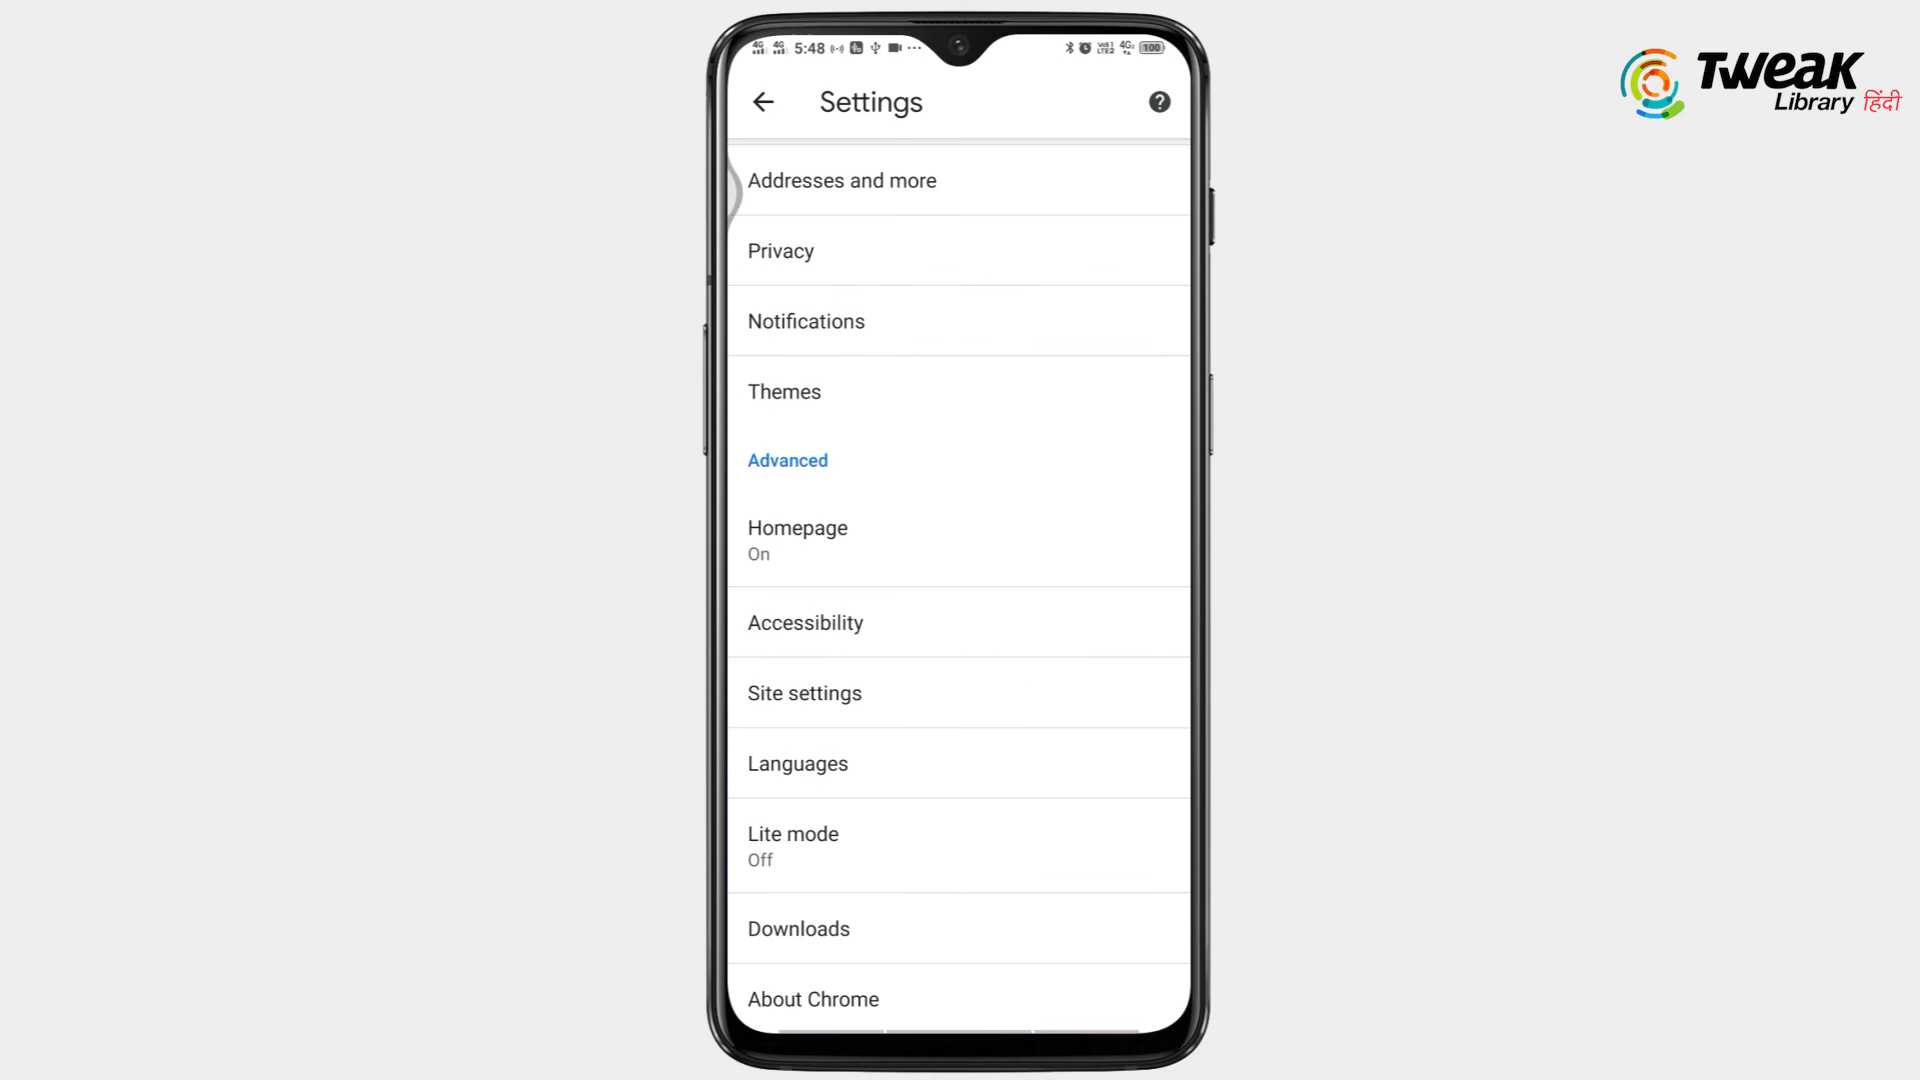 5:48
100
Settings
Addresses and more
Privacy
Notifications
Themes
Advanced
Homepage
On
Accessibility
Site settings
Languages
Lite mode
Off
Downloads
About Chrome
TWEAK
Library हिंदी